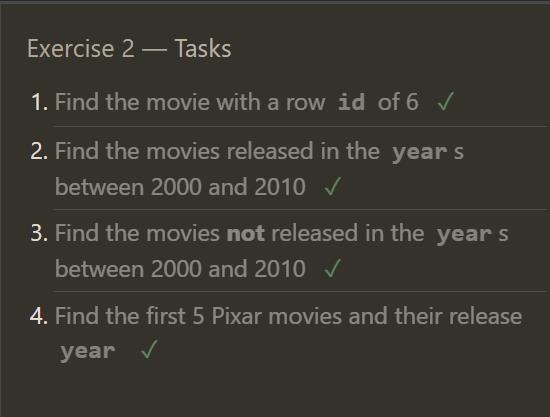 Exercise 2 — Tasks
1. Find the movie with a row id of 6 ✓
2. Find the movies released in the year s
between 2000 and 2010 ✓
3. Find the movies not released in the year s
between 2000 and 2010 ✓
4. Find the first 5 Pixar movies and their release
year ✓